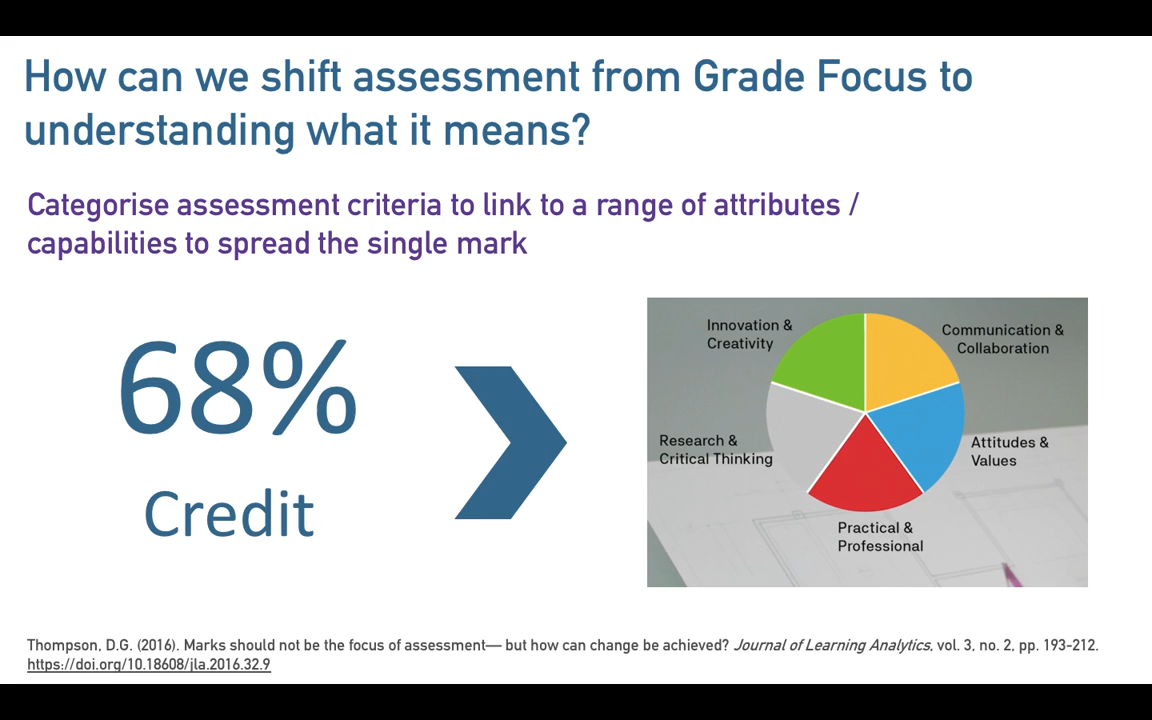 How can we shift assessment from Grade Focus to
understanding what it means?
Categorise assessment criteria to link to a range of attributes /
capabilities to spread the single mark
68%
Credit
Innovation &
Creativity
Communication &
Collaboration
Research &
Critical Thinking
Attitudes &
Values
Practical &
Professional
Thompson, D.G. (2016). Marks should not be the focus of assessment— but how can change be achieved? Journal of Learning Analytics, vol. 3, no. 2, pp. 193-212.
https://doi.org/10.18608/jla.2016.32.9